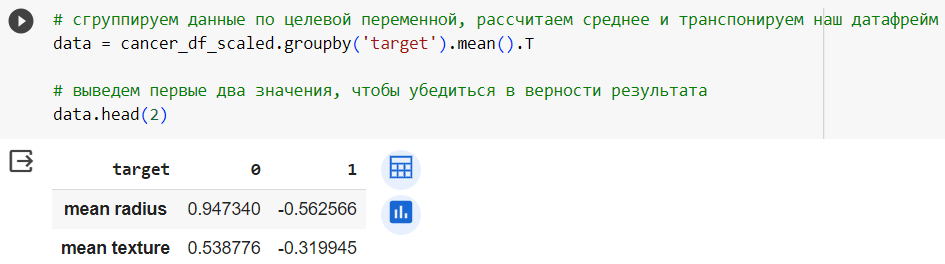 # сгруппируем данные по целевой переменной, рассчитаем среднее и транспонируем наш датафрейм
data = cancer_df_scaled.groupby('target').mean().T
# выведем первые два значения, чтобы убедиться в верности результата
data.head(2)
target 0 1
mean radius 0.947340 -0.562566
mean texture 0.538776 -0.319945